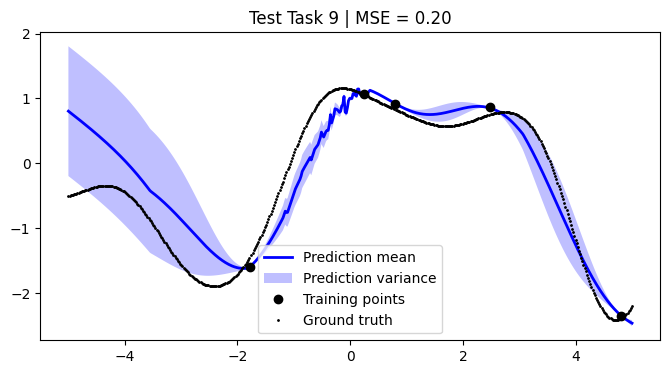 Test Task 9 | MSE = 0.20
2
1
0
−1
−2
Prediction mean
Prediction variance
Training points
Ground truth
−4
−2
0
2
4